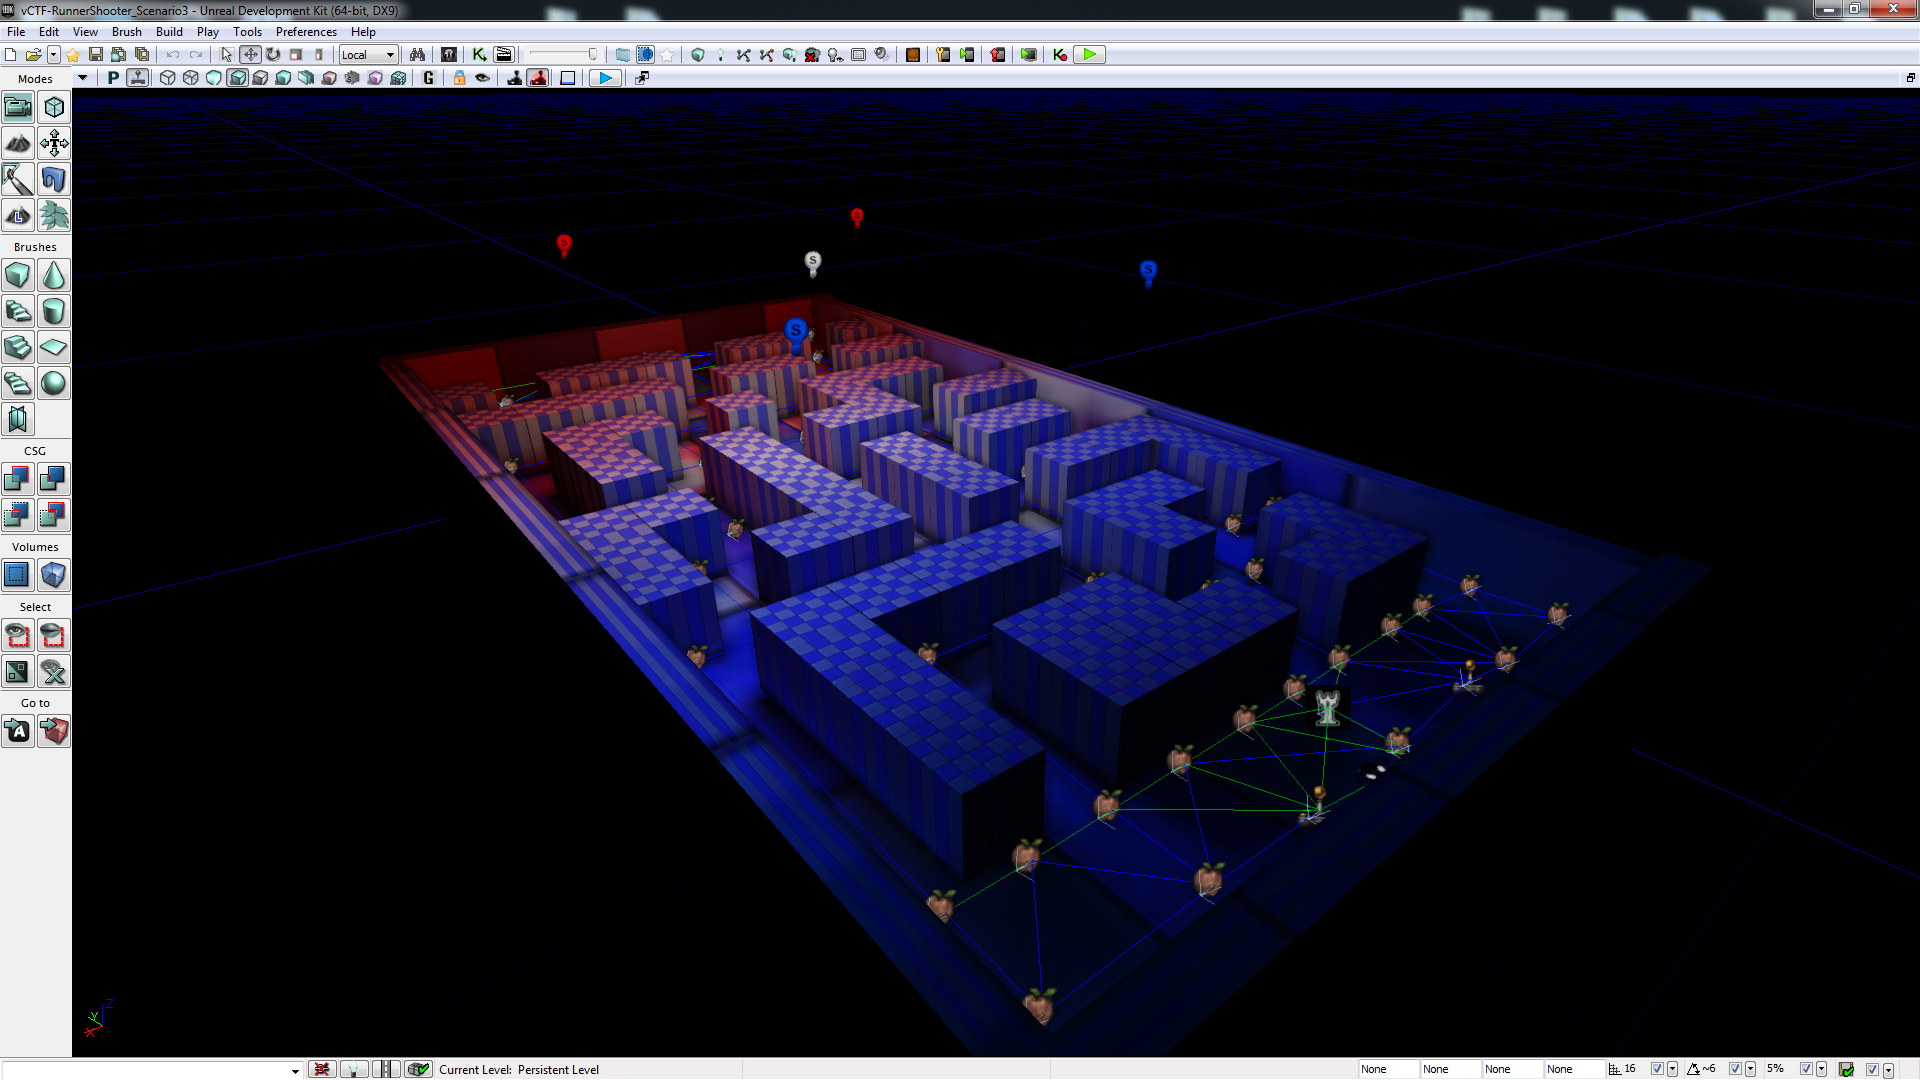 vCTF-RunnerShooter_Scenario3 - Unreal Development Kit (64-bit, DX9)
File Edit View Brush Build Play Tools Preferences Help
Local
Modes
P
G
L
Brushes
CSG
Volumes
Select
Go to
A
S
S
S
S
S
Z
Y
X
Current Level: Persistent Level
None None None None 16 ~6 5%